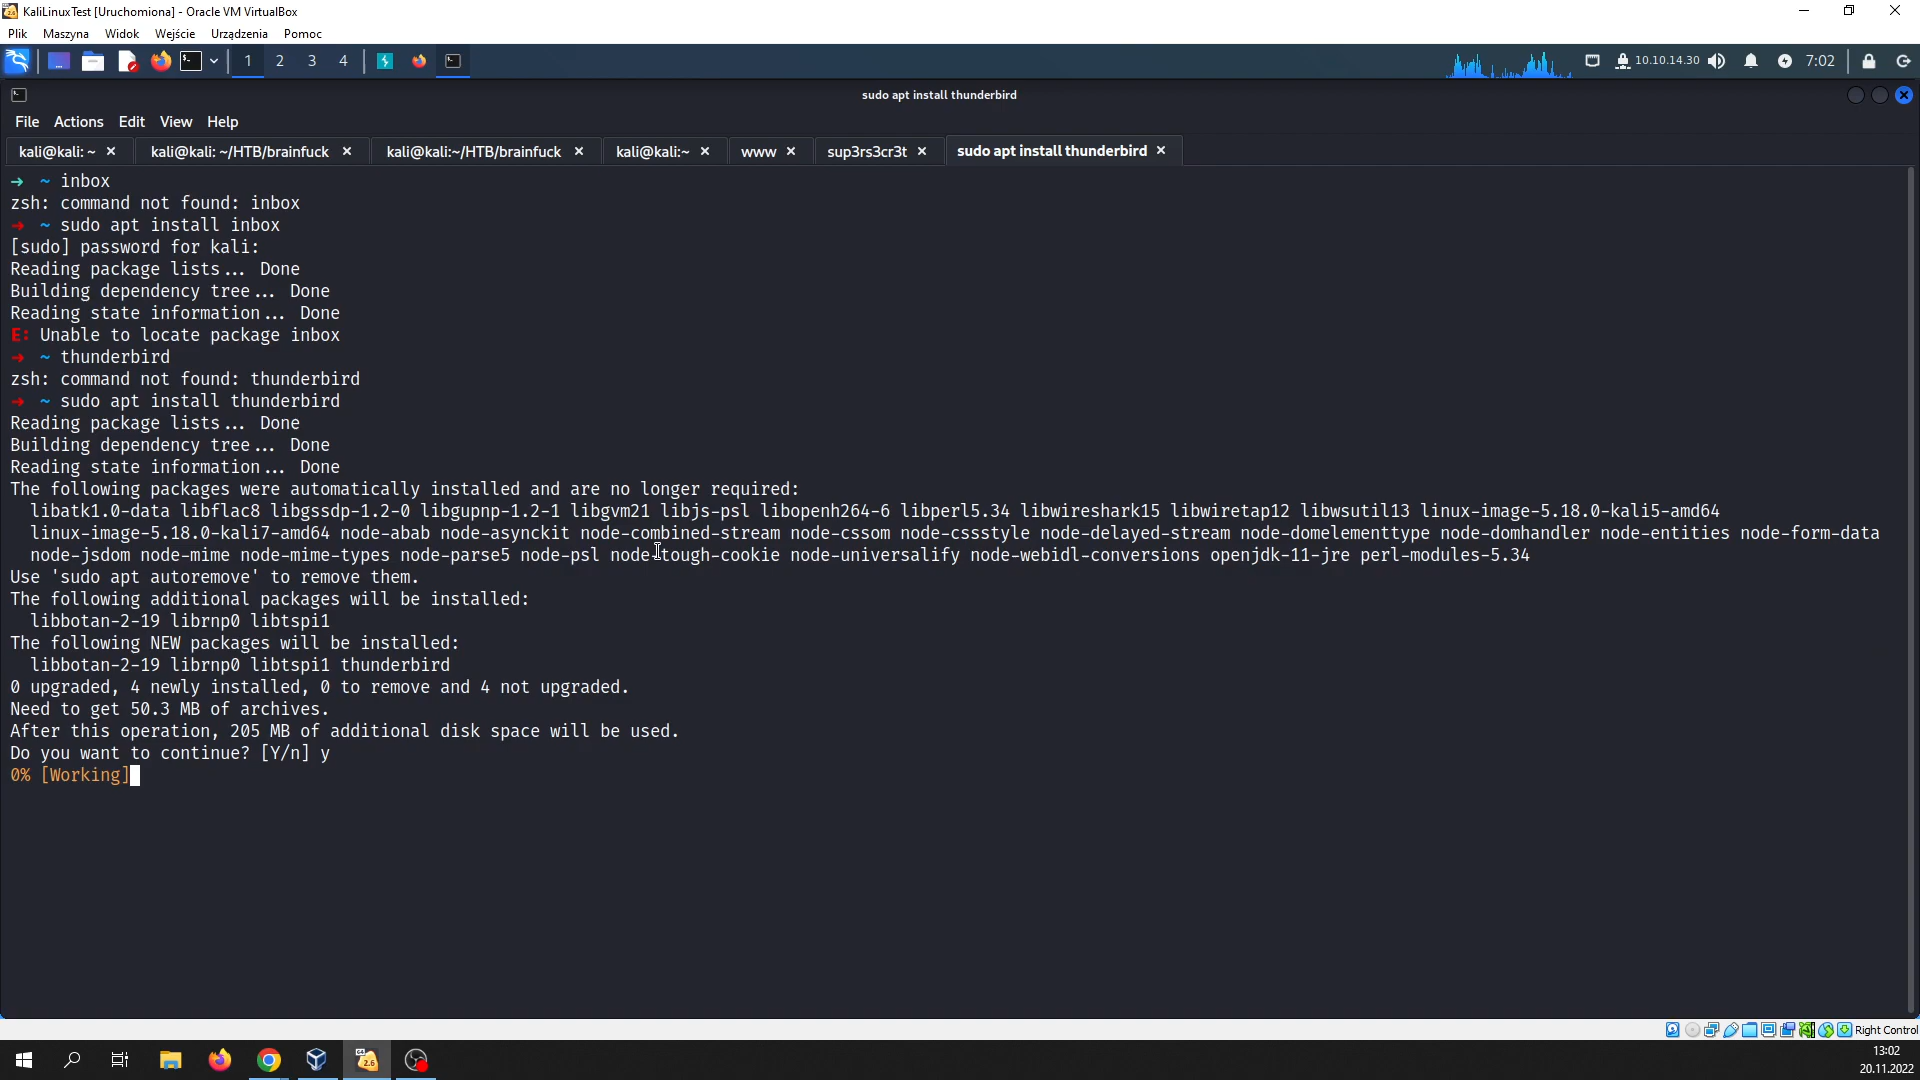 KaliLinuxTest [Uruchomiona] - Oracle VM VirtualBox
Plik Maszyna Widok Wejście Urządzenia Pomoc
1 2 3 4 10.10.14.30 7:02
sudo apt install thunderbird
File Actions Edit View Help
kali@kali: ~ × kali@kali: ~/HTB/brainfuck × kali@kali:~/HTB/brainfuck × kali@kali:~ × www × sup3rs3cr3t × sudo apt install thunderbird ×
→ ~ inbox
zsh: command not found: inbox
→ ~ sudo apt install inbox
[sudo] password for kali:
Reading package lists... Done
Building dependency tree... Done
Reading state information... Done
E: Unable to locate package inbox
→ ~ thunderbird
zsh: command not found: thunderbird
→ ~ sudo apt install thunderbird
Reading package lists... Done
Building dependency tree... Done
Reading state information... Done
The following packages were automatically installed and are no longer required:
libatk1.0-data libflac8 libgssdp-1.2-0 libgupnp-1.2-1 libgvm21 libjs-psl libopenh264-6 libperl5.34 libwireshark15 libwiretap12 libwsutil13 linux-image-5.18.0-kali5-amd64
linux-image-5.18.0-kali7-amd64 node-abab node-asynckit node-combined-stream node-cssom node-cssstyle node-delayed-stream node-domelementtype node-domhandler node-entities node-form-data
node-jsdom node-mime node-mime-types node-parse5 node-psl node-tough-cookie node-universalify node-webidl-conversions openjdk-11-jre perl-modules-5.34
Use 'sudo apt autoremove' to remove them.
The following additional packages will be installed:
libbotan-2-19 librnp0 libtspi1
The following NEW packages will be installed:
libbotan-2-19 librnp0 libtspi1 thunderbird
0 upgraded, 4 newly installed, 0 to remove and 4 not upgraded.
Need to get 50.3 MB of archives.
After this operation, 205 MB of additional disk space will be used.
Do you want to continue? [Y/n] y
0% [Working]
Right Control
2.6
13:02
20.11.2022